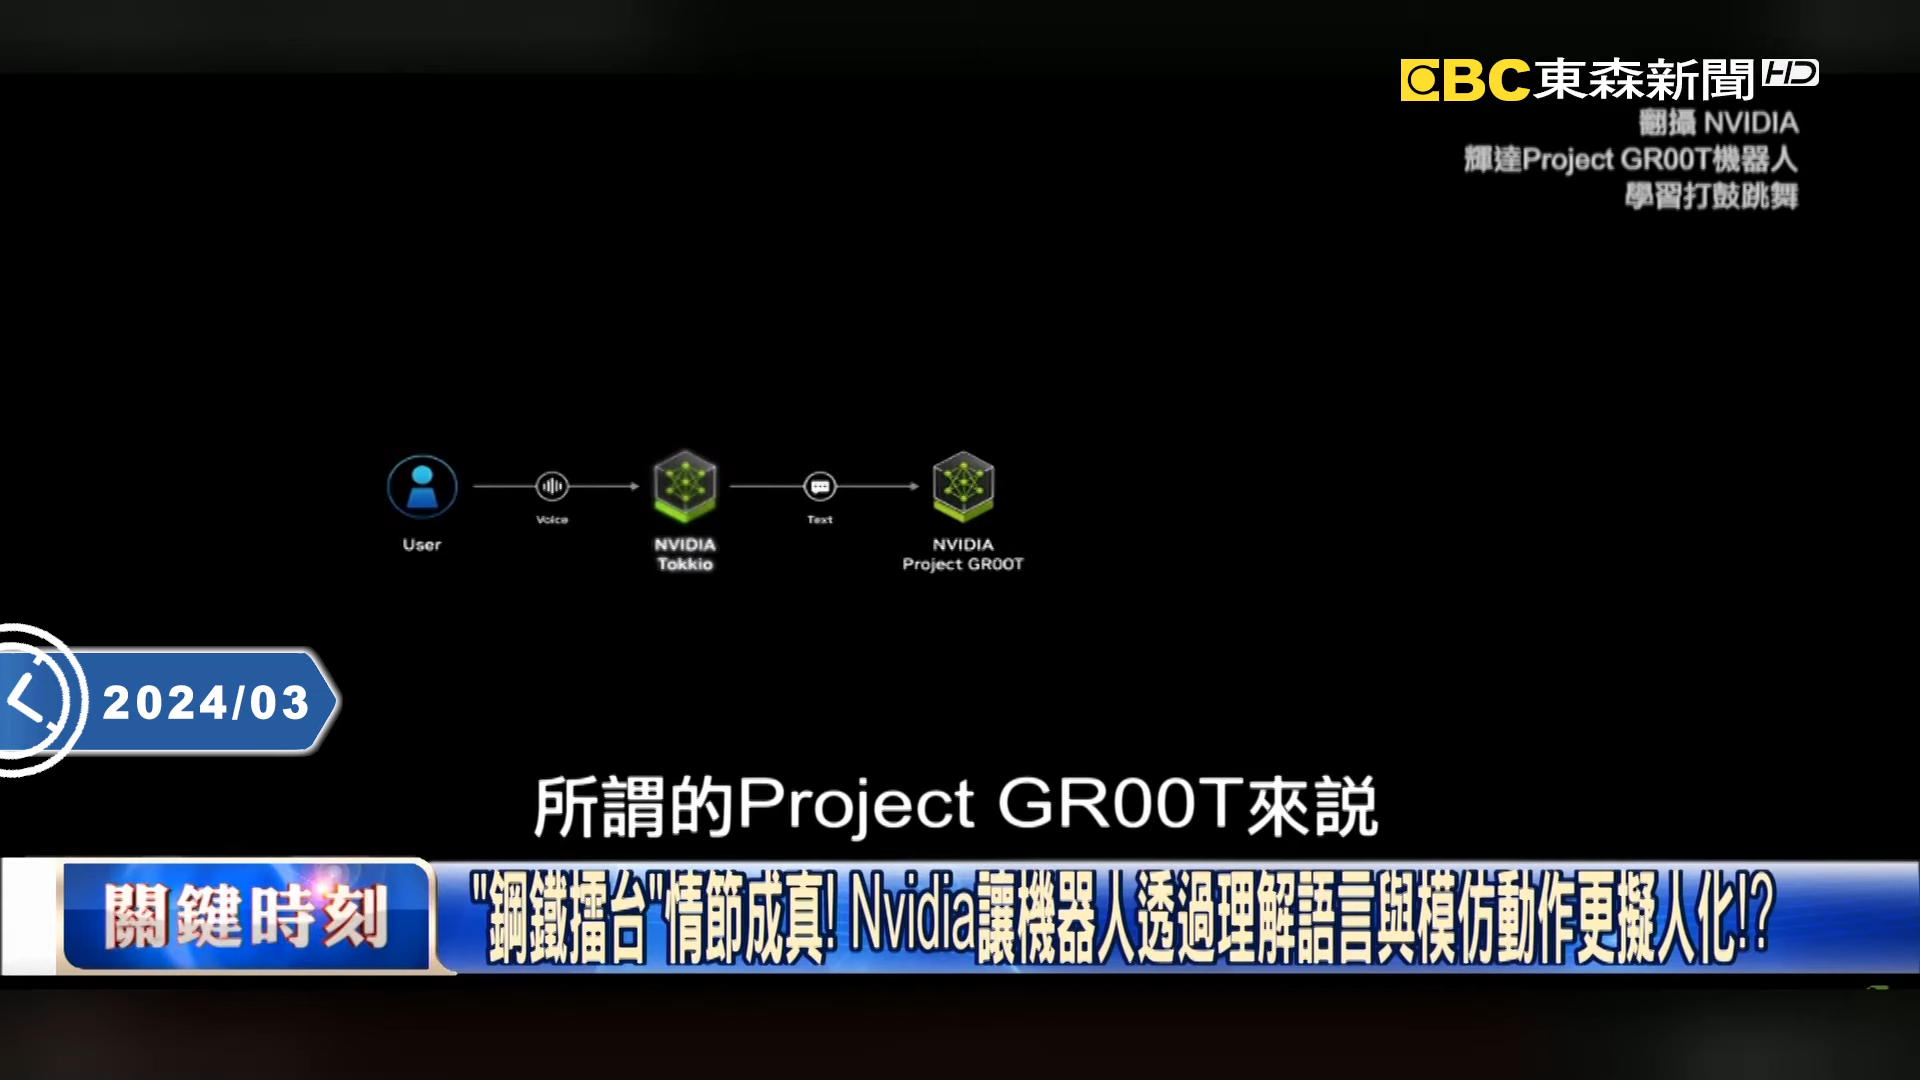 EBC東森新聞HD
翻攝 NVIDIA
輝達Project GR00T機器人
學習打鼓跳舞
Voice
Text
User
NVIDIA
Tokkio
NVIDIA
Project GR00T
2024/03
所謂的Project GR00T來説
關鍵時刻
"鋼鐵擂台"情節成真! Nvidia讓機器人透過理解語言與模仿動作更擬人化!?